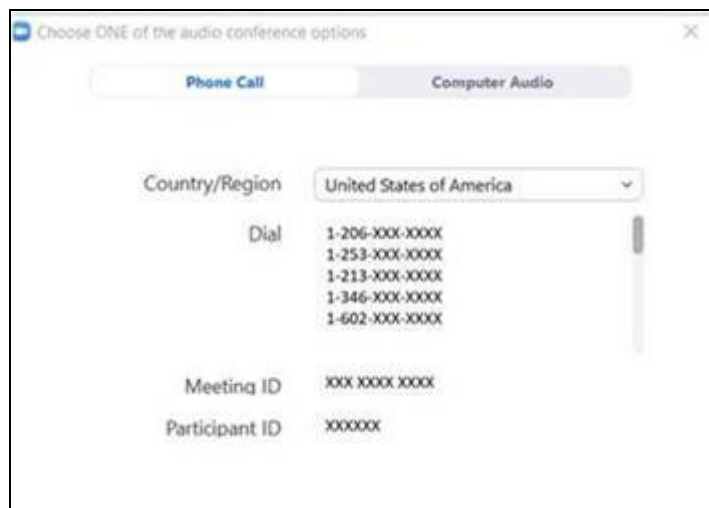 Choose ONE of the audio conference options
Phone Call Computer Audio
Country/Region United States of America
Dial 1-206-XXX-XXXX
1-253-XXX-XXXX
1-213-XXX-XXXX
1-346-XXX-XXXX
1-602-XXX-XXXX
Meeting ID XXX XXXX XXXX
Participant ID XXXXXX